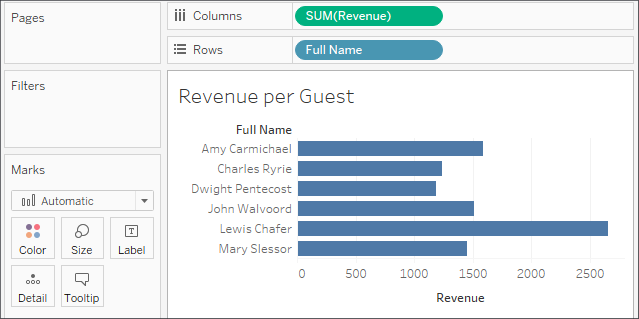 Pages
Columns
SUM(Revenue)
Rows
Full Name
Filters
Marks
Automatic
Color
Size
Label
Detail
Tooltip
Revenue per Guest
Full Name
Amy Carmichael
Charles Ryrie
Dwight Pentecost
John Walvoord
Lewis Chafer
Mary Slessor
0 500 1000 1500 2000 2500
Revenue